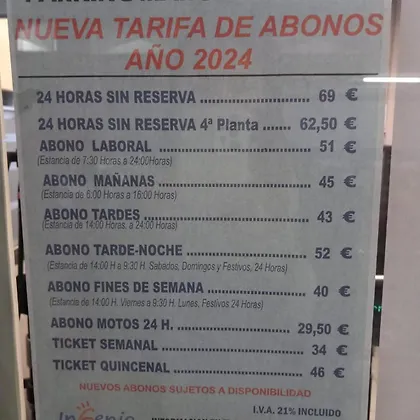 NUEVA TARIFA DE ABONOS
AÑO 2024
24 HORAS SIN RESERVA .......................... 69 €
24 HORAS SIN RESERVA 4ª Planta ...... 62,50 €
ABONO LABORAL ................................... 51 €
(Estancia de 7:30 Horas a 24:00Horas)
ABONO MAÑANAS ................................ 45 €
(Estancia de 6:00 Horas a 16:00 Horas)
ABONO TARDES ................................... 43 €
(Estancia de 14:00 Horas, a 24:00 Horas)
ABONO TARDE-NOCHE ........................ 52 €
(Estancia de 14:00 H a 9:30 H. Sabados, Domingos y Festivos, 24 Horas)
ABONO FINES DE SEMANA ................. 40 €
(Estancia de 14:00 H. Viernes a 9:30 H. Lunes, Festivos 24 Horas)
ABONO MOTOS 24 H. ........................ 29,50 €
TICKET SEMANAL ................................. 34 €
TICKET QUINCENAL ............................. 46 €
NUEVOS ABONOS SUJETOS A DISPONIBILIDAD
I.V.A. 21% INCLUIDO